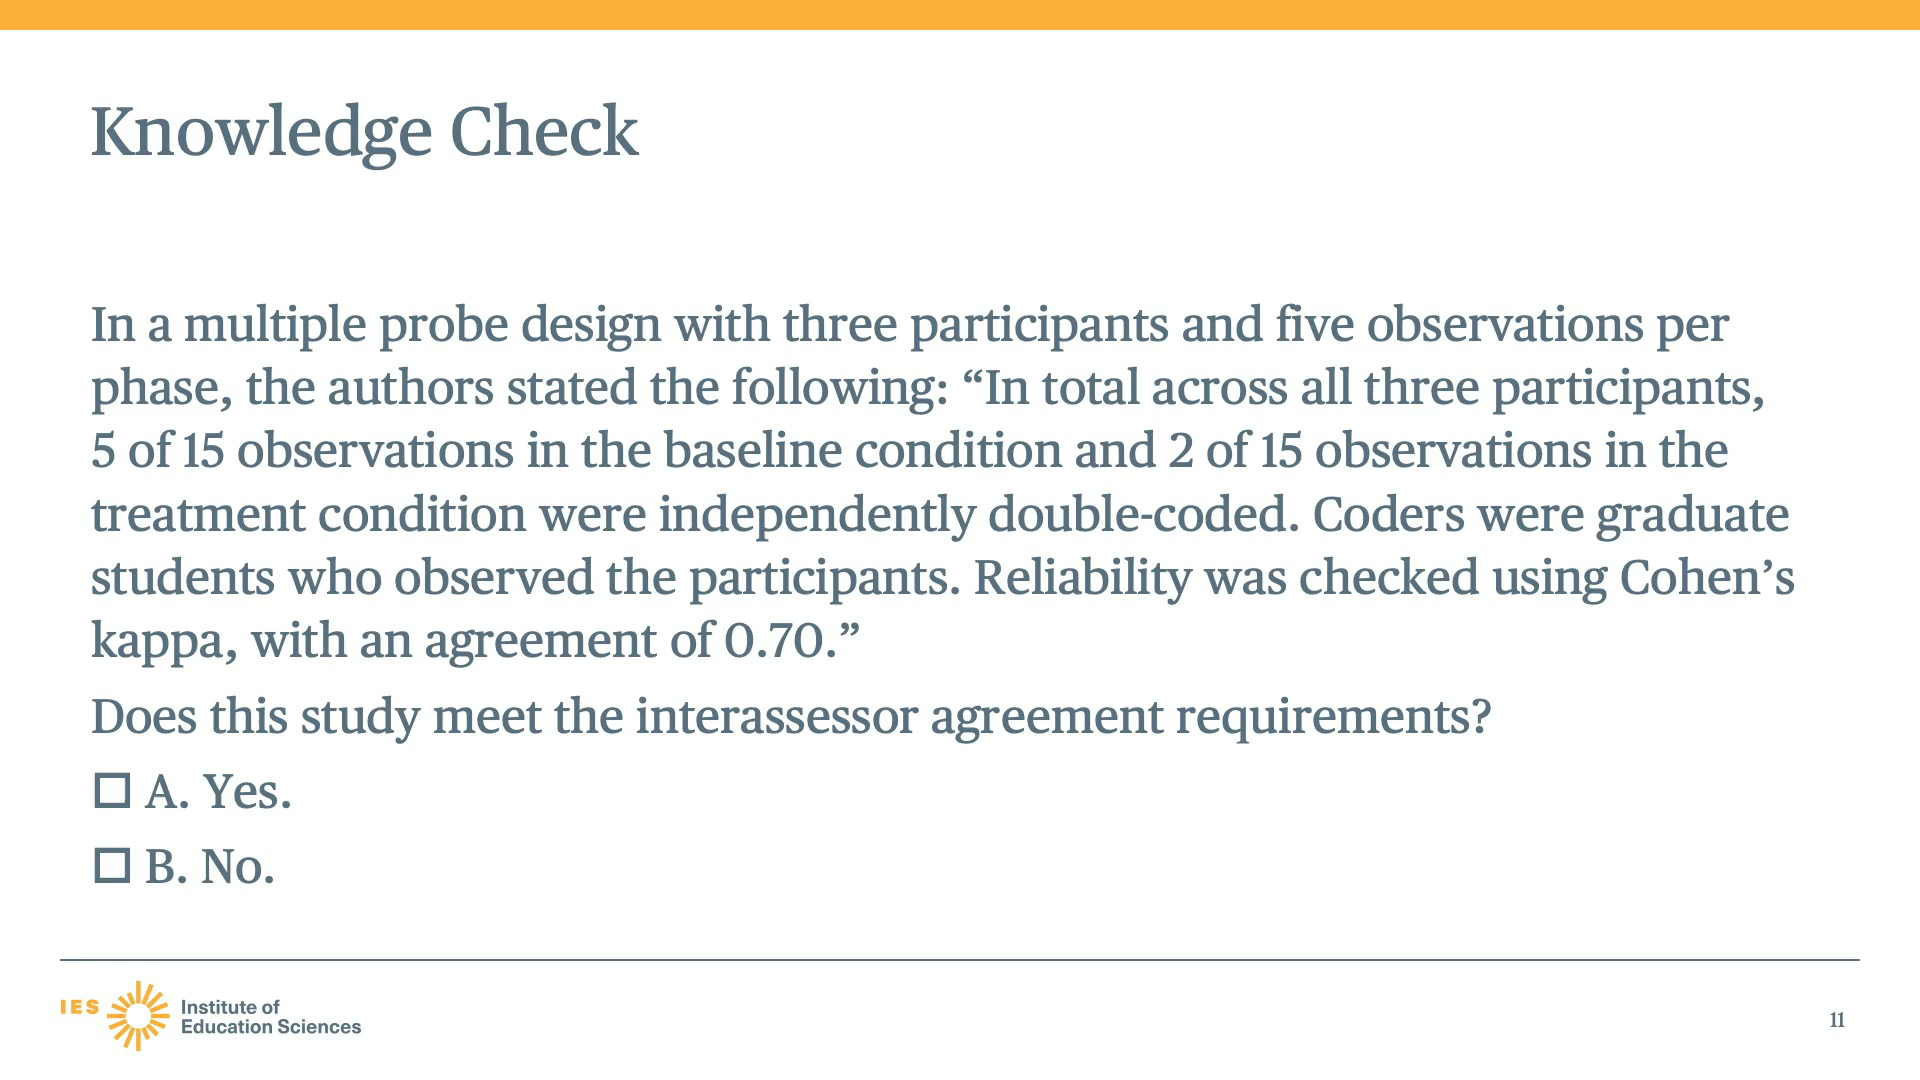 Knowledge Check
In a multiple probe design with three participants and five observations per
phase, the authors stated the following: “In total across all three participants,
5 of 15 observations in the baseline condition and 2 of 15 observations in the
treatment condition were independently double-coded. Coders were graduate
students who observed the participants. Reliability was checked using Cohen’s
kappa, with an agreement of 0.70.”
Does this study meet the interassessor agreement requirements?
A. Yes.
B. No.
IES
Institute of
Education Sciences
11